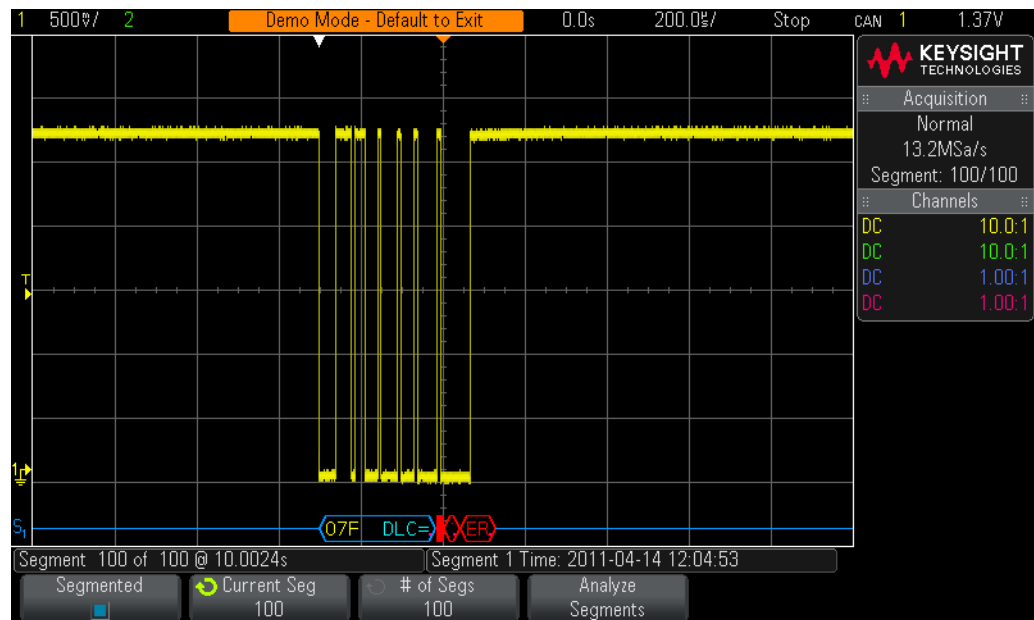 1 500▽/ 2 Demo Mode - Default to Exit 0.0s 200.0▽/ Stop CAN 1 1.37V
KEYSIGHT
TECHNOLOGIES
Acquisition
Normal
13.2MSa/s
Segment: 100/100
Channels
DC 10.0:1
DC 10.0:1
DC 1.00:1
DC 1.00:1
T
1
S1 07F DLC= ER
Segment 100 of 100 @ 10.0024s Segment 1 Time: 2011-04-14 12:04:53
Segmented Current Seg # of Segs Analyze
100 100 Segments